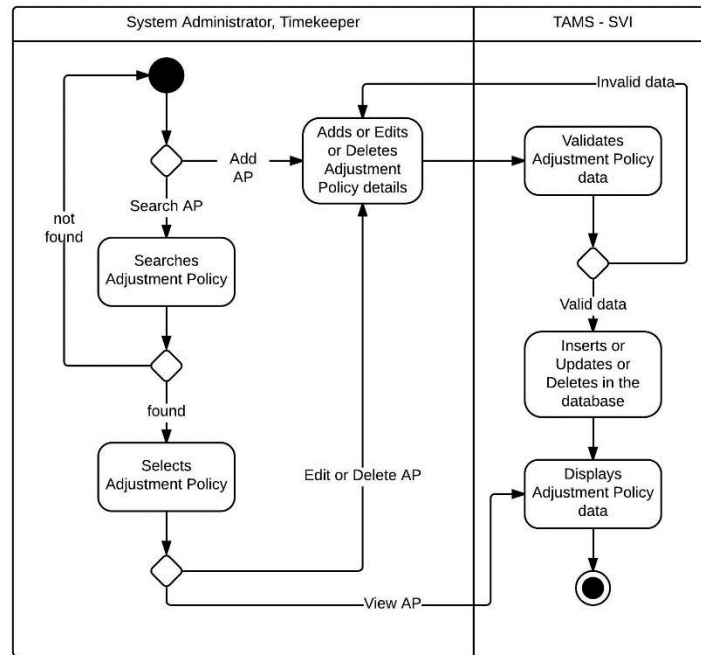 System Administrator, Timekeeper
TAMS - SVI
Invalid data
Adds or Edits
or Deletes
Adjustment
Policy details
Validates
Adjustment Policy
data
Add
AP
Search AP
not
found
Searches
Adjustment Policy
Valid data
Inserts or
Updates or
Deletes in the
database
found
Selects
Adjustment Policy
Edit or Delete AP
Displays
Adjustment Policy
data
View AP